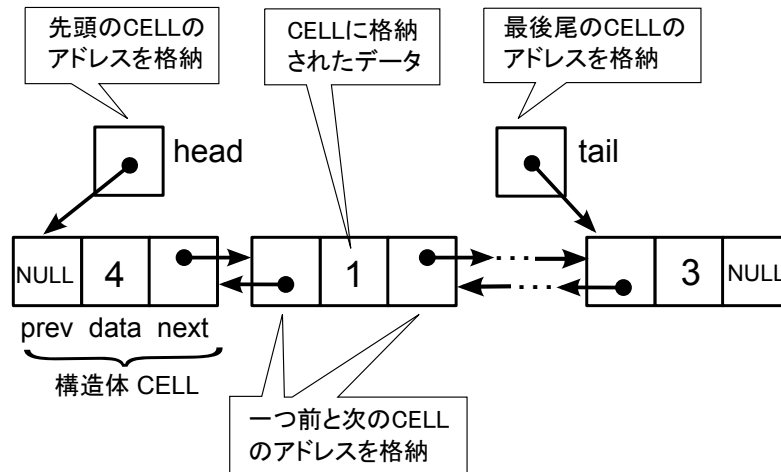 先頭のCELLの
アドレスを格納
CELLに格納
されたデータ
最後尾のCELLの
アドレスを格納
head
tail
NULL 4 1 3 NULL
prev data next
構造体 CELL
一つ前と次のCELL
のアドレスを格納